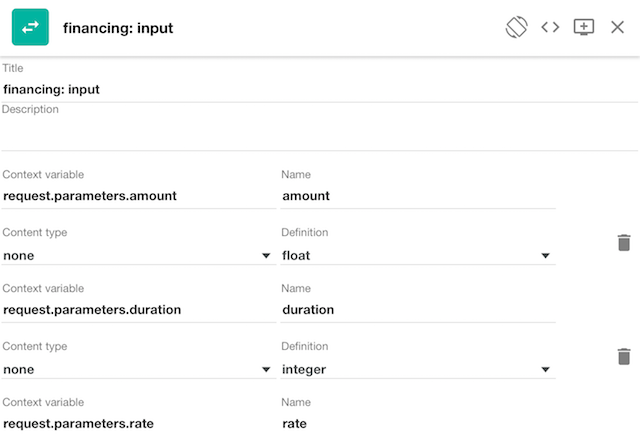 financing: input
Title
financing: input
Description
Context variable Name
request.parameters.amount amount
Content type Definition
none float
Context variable Name
request.parameters.duration duration
Content type Definition
none integer
Context variable Name
request.parameters.rate rate